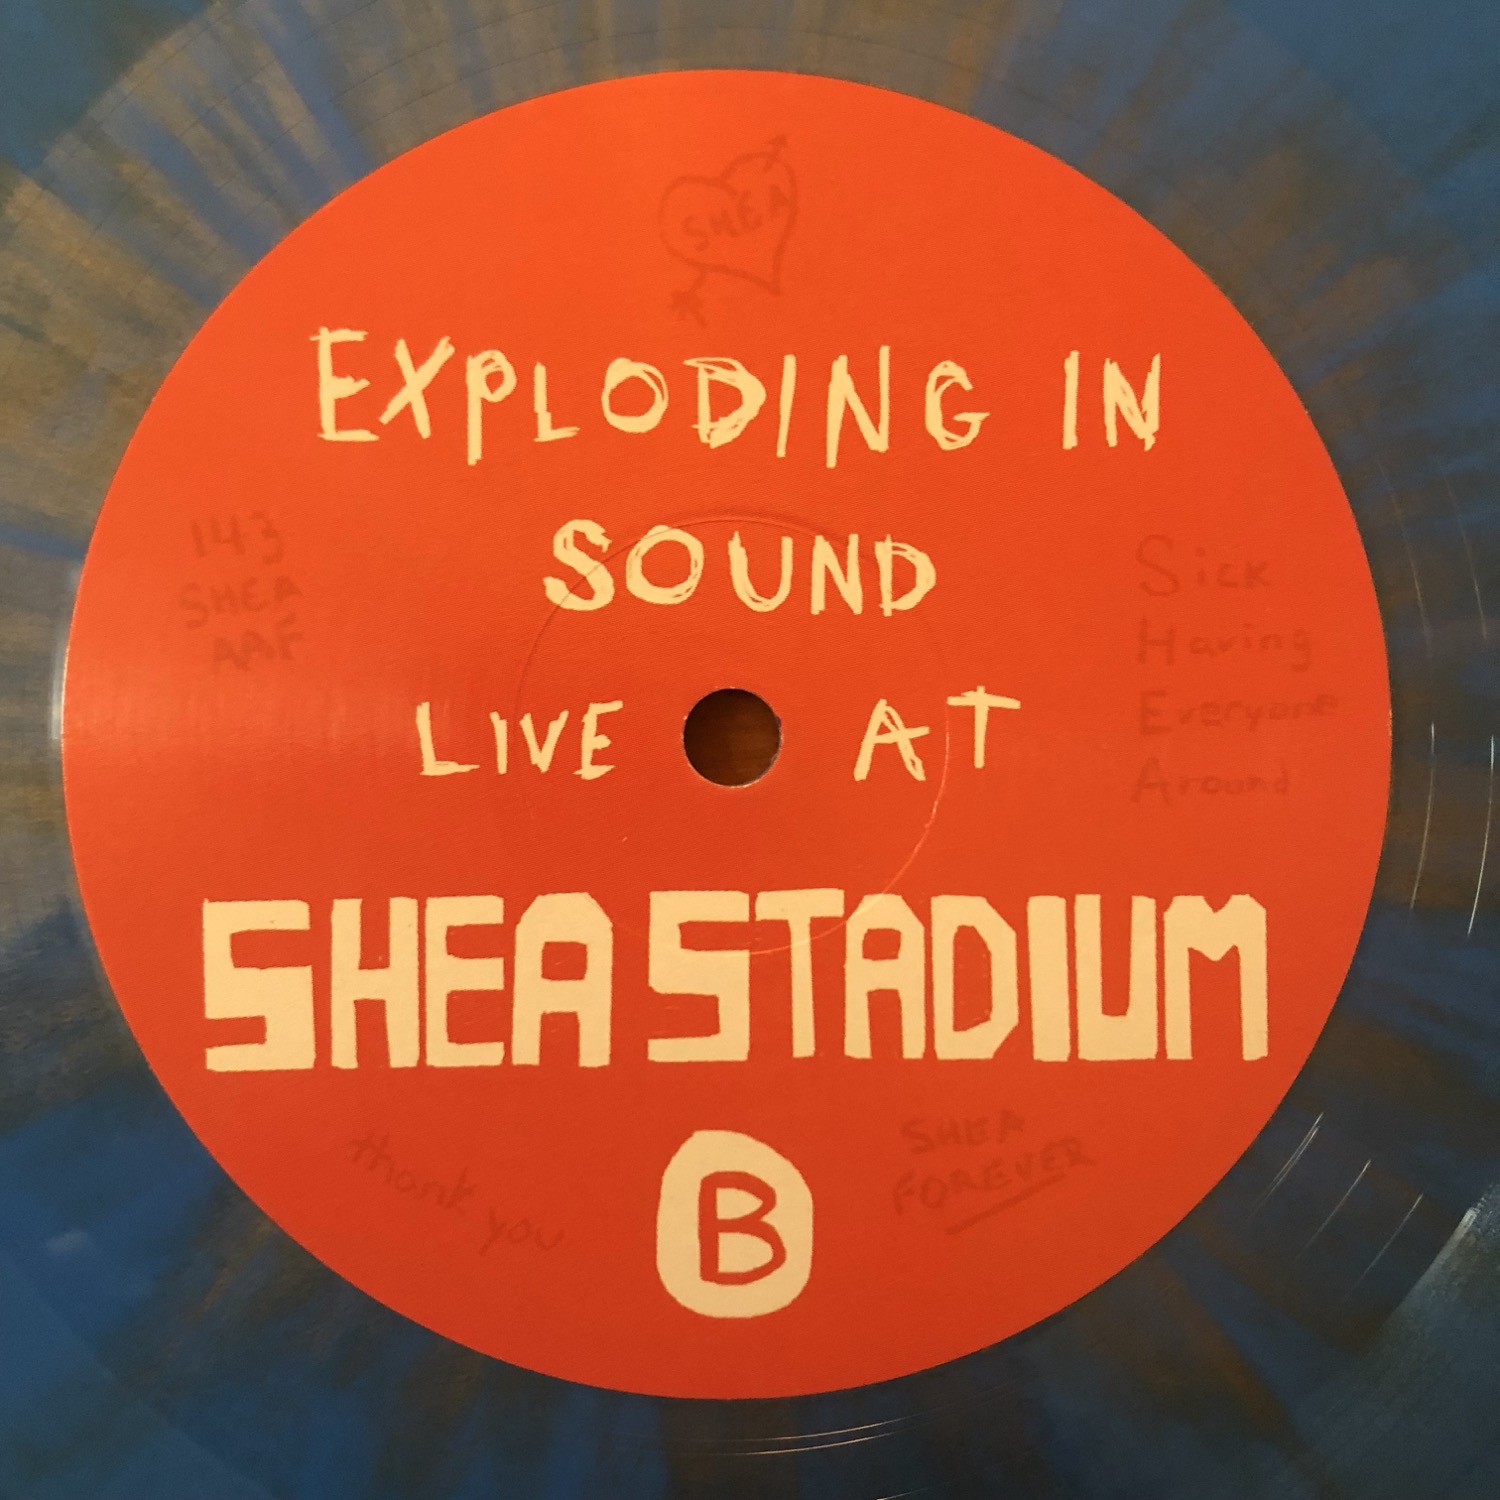 SHEA
EXPLODING IN
SOUND
143
SHEA
AAF
Sick
Having
Everyone
Around
LIVE AT
SHEA STADIUM
thank you
SHEA
FOREVER
B